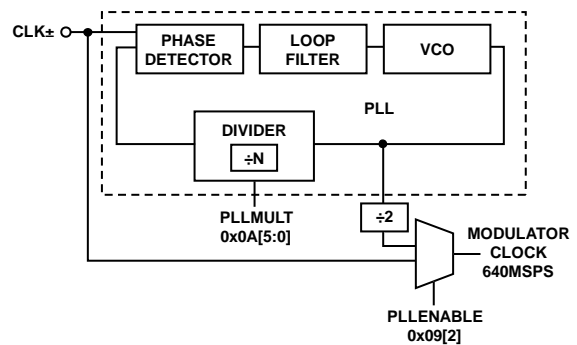 CLK±
PHASE
DETECTOR
LOOP
FILTER
VCO
PLL
DIVIDER
÷N
PLLMULT
0x0A[5:0]
÷2
MODULATOR
CLOCK
640MSPS
PLLENABLE
0x09[2]